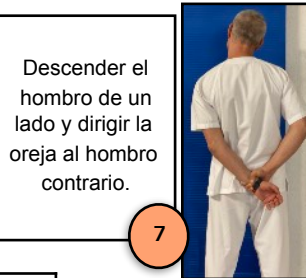 Descender el
hombro de un
lado y dirigir la
oreja al hombro
contrario.
7